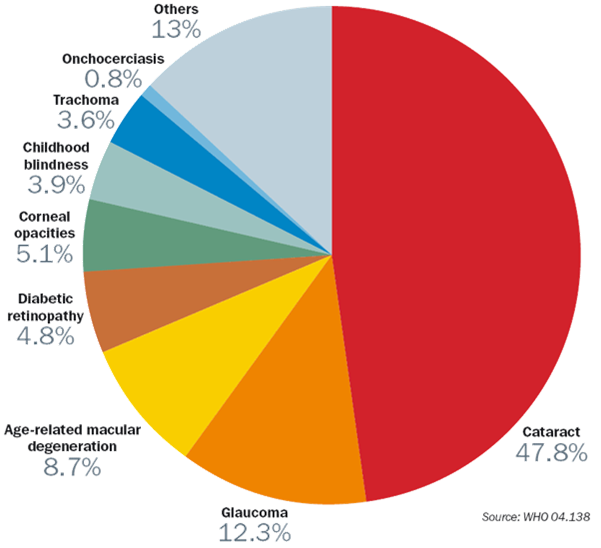 Others
13%
Onchocerciasis
0.8%
Trachoma
3.6%
Childhood
blindness
3.9%
Corneal
opacities
5.1%
Diabetic
retinopathy
4.8%
Age-related macular
degeneration
8.7%
Glaucoma
12.3%
Cataract
47.8%
Source: WHO 04.138